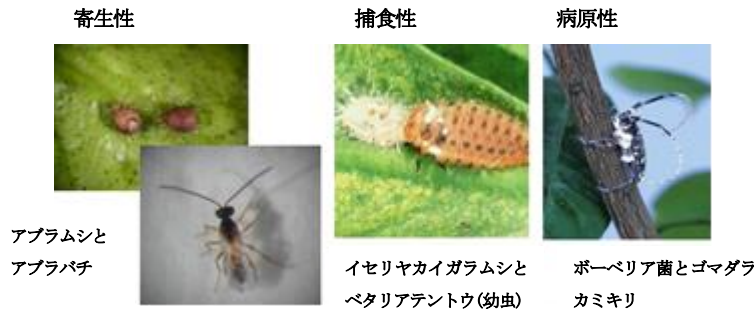 寄生性
捕食性
病原性
アブラムシと
アブラバチ
イセリヤカイガラムシと
ベタリアテントウ(幼虫)
ボーベリア菌とゴマダラ
カミキリ